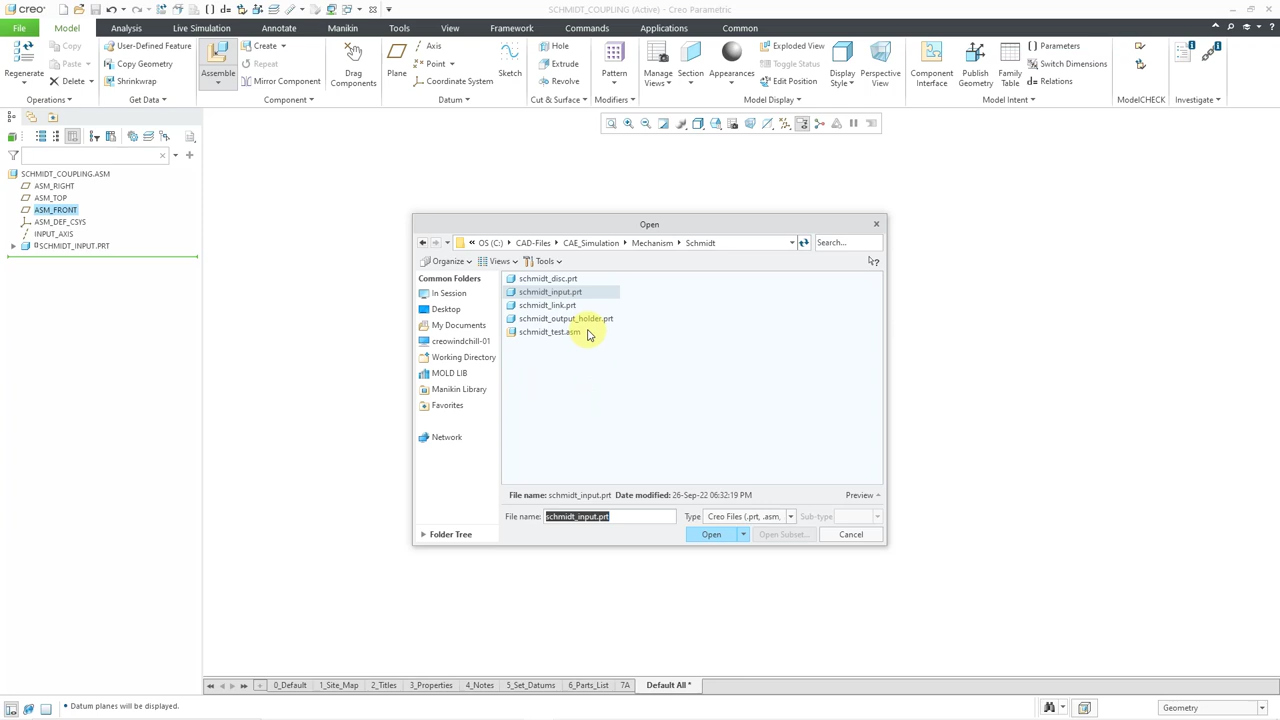 creo
SCHMIDT_COUPLING (Active) - Creo Parametric
File Model Analysis Live Simulation Annotate Manikin Tools View Framework Commands Applications Common
Regenerate
Copy
Paste
Delete
Operations
User-Defined Feature
Copy Geometry
Shrinkwrap
Get Data
Assemble
Create
Repeat
Mirror Component
Component
Drag Components
Plane
Axis
Point
Coordinate System
Sketch
Datum
Hole
Extrude
Revolve
Cut & Surface
Pattern
Modifiers
Manage Views
Section
Appearances
Exploded View
Toggle Status
Edit Position
Display Style
Perspective View
Model Display
Component Interface
Publish Geometry
Family Table
Parameters
Switch Dimensions
Relations
Model Intent
ModelCHECK
Investigate
SCHMIDT_COUPLING.ASM
ASM_RIGHT
ASM_TOP
ASM_FRONT
ASM_DEF_CSYS
INPUT_AXIS
SCHMIDT_INPUT.PRT
Open
OS (C:) CAD-Files CAE_Simulation Mechanism Schmidt
Search...
Organize Views Tools
Common Folders
In Session
Desktop
My Documents
creowindchill-01
Working Directory
MOLD LIB
Manikin Library
Favorites
Network
Folder Tree
schmidt_disc.prt
schmidt_input.prt
schmidt_link.prt
schmidt_output_holder.prt
schmidt_test.asm
File name: schmidt_input.prt Date modified: 26-Sep-22 06:32:19 PM
Preview
File name: schmidt_input.prt
Type Creo Files (.prt, .asm,
Sub-type
Open
Open Subset...
Cancel
0_Default 1_Site_Map 2_Titles 3_Properties 4_Notes 5_Set_Datums 6_Parts_List 7A Default All *
• Datum planes will be displayed.
Geometry